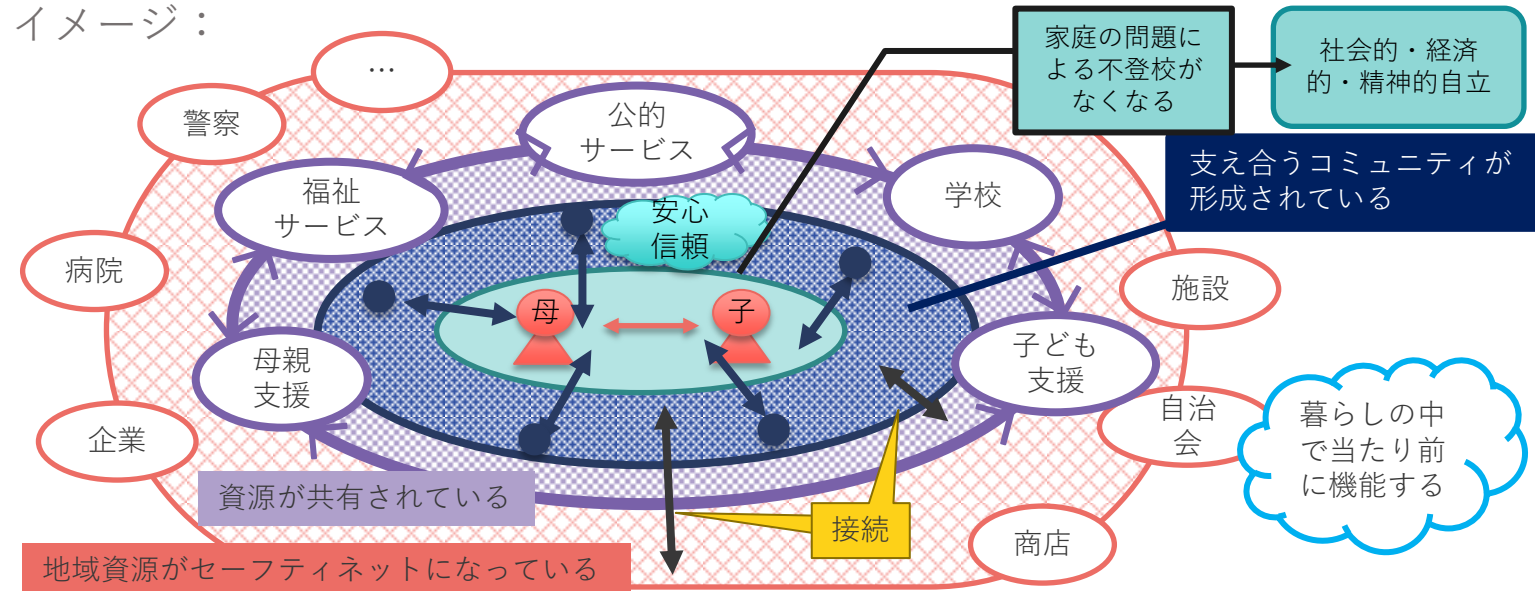 イメージ：
…
警察
病院
企業
公的
サービス
福祉
サービス
学校
母親
支援
子ども
支援
安心
信頼
母
子
家庭の問題に
よる不登校が
なくなる
社会的・経済
的・精神的自立
支え合うコミュニティが
形成されている
施設
自治
会
商店
暮らしの中
で当たり前
に機能する
接続
資源が共有されている
地域資源がセーフティネットになっている